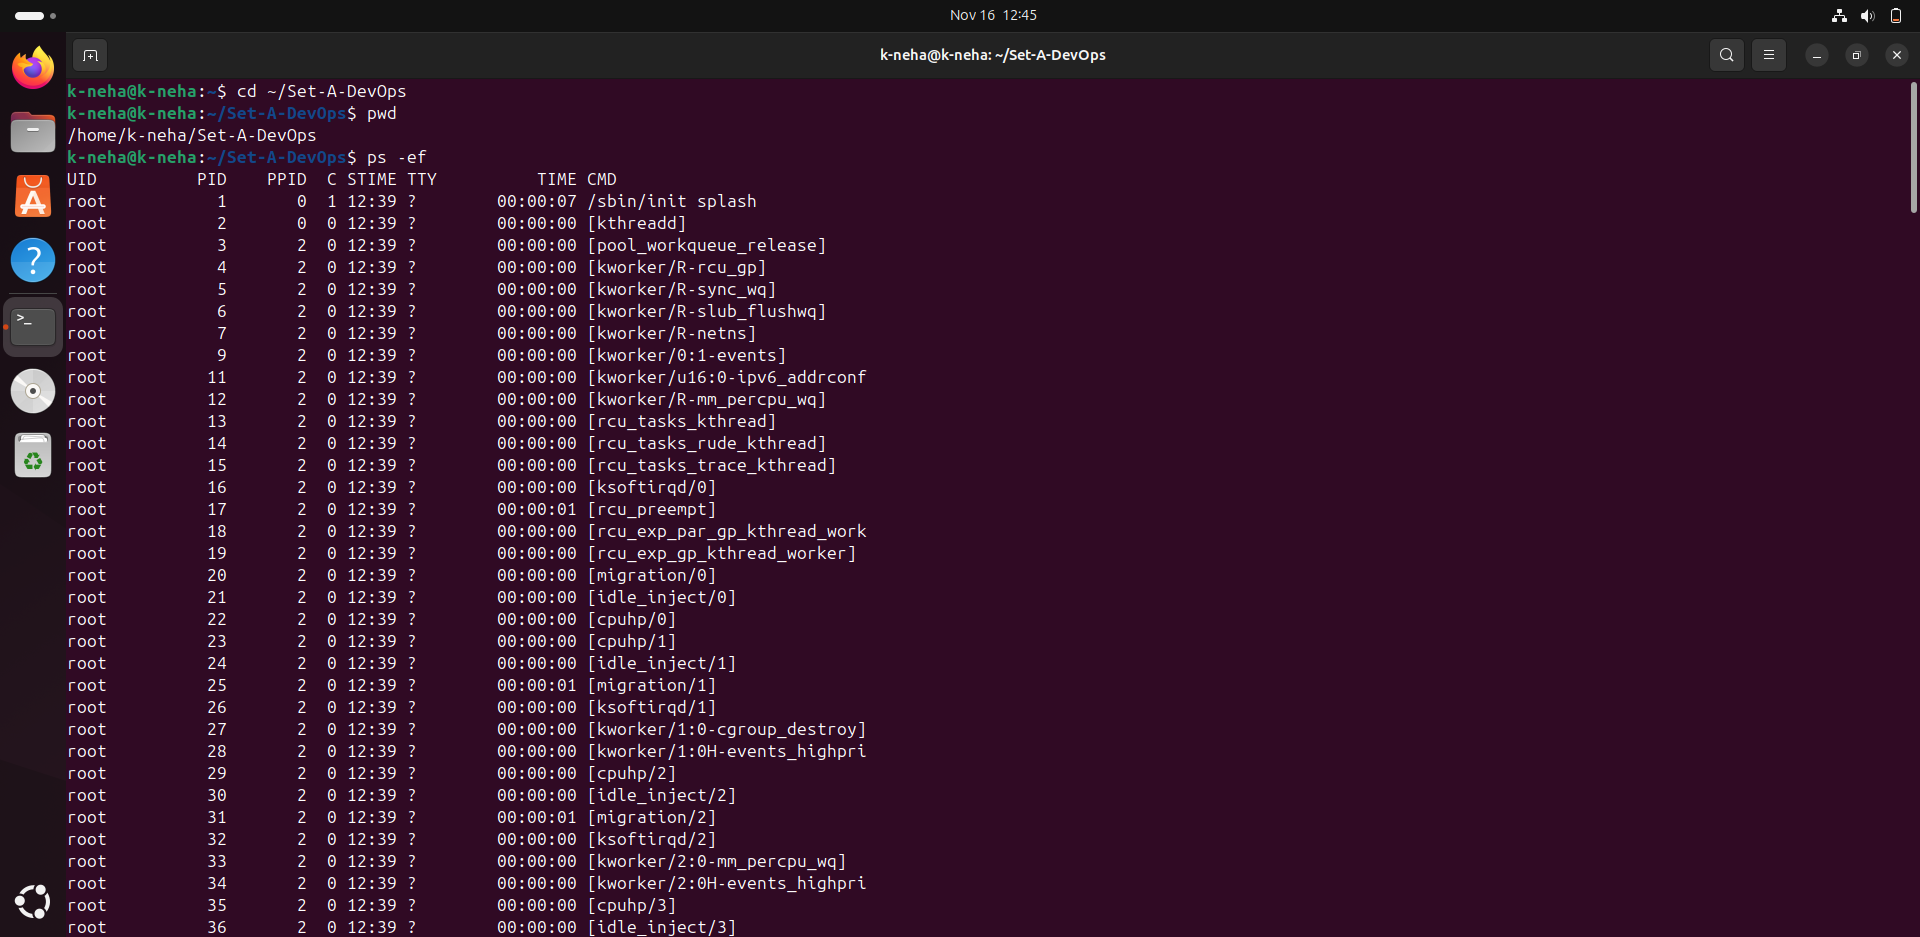 Nov 16 12:45
k-neha@k-neha: ~/Set-A-DevOps
k-neha@k-neha:~$ cd ~/Set-A-DevOps
k-neha@k-neha:~/Set-A-DevOps$ pwd
/home/k-neha/Set-A-DevOps
k-neha@k-neha:~/Set-A-DevOps$ ps -ef
UID PID PPID C STIME TTY TIME CMD
root 1 0 1 12:39 ? 00:00:07 /sbin/init splash
root 2 0 0 12:39 ? 00:00:00 [kthreadd]
root 3 2 0 12:39 ? 00:00:00 [pool_workqueue_release]
root 4 2 0 12:39 ? 00:00:00 [kworker/R-rcu_gp]
root 5 2 0 12:39 ? 00:00:00 [kworker/R-sync_wq]
root 6 2 0 12:39 ? 00:00:00 [kworker/R-slub_flushwq]
root 7 2 0 12:39 ? 00:00:00 [kworker/R-netns]
root 9 2 0 12:39 ? 00:00:00 [kworker/0:1-events]
root 11 2 0 12:39 ? 00:00:00 [kworker/u16:0-ipv6_addrconf
root 12 2 0 12:39 ? 00:00:00 [kworker/R-mm_percpu_wq]
root 13 2 0 12:39 ? 00:00:00 [rcu_tasks_kthread]
root 14 2 0 12:39 ? 00:00:00 [rcu_tasks_rude_kthread]
root 15 2 0 12:39 ? 00:00:00 [rcu_tasks_trace_kthread]
root 16 2 0 12:39 ? 00:00:00 [ksoftirqd/0]
root 17 2 0 12:39 ? 00:00:01 [rcu_preempt]
root 18 2 0 12:39 ? 00:00:00 [rcu_exp_par_gp_kthread_work
root 19 2 0 12:39 ? 00:00:00 [rcu_exp_gp_kthread_worker]
root 20 2 0 12:39 ? 00:00:00 [migration/0]
root 21 2 0 12:39 ? 00:00:00 [idle_inject/0]
root 22 2 0 12:39 ? 00:00:00 [cpuhp/0]
root 23 2 0 12:39 ? 00:00:00 [cpuhp/1]
root 24 2 0 12:39 ? 00:00:00 [idle_inject/1]
root 25 2 0 12:39 ? 00:00:01 [migration/1]
root 26 2 0 12:39 ? 00:00:00 [ksoftirqd/1]
root 27 2 0 12:39 ? 00:00:00 [kworker/1:0-cgroup_destroy]
root 28 2 0 12:39 ? 00:00:00 [kworker/1:0H-events_highpri
root 29 2 0 12:39 ? 00:00:00 [cpuhp/2]
root 30 2 0 12:39 ? 00:00:00 [idle_inject/2]
root 31 2 0 12:39 ? 00:00:01 [migration/2]
root 32 2 0 12:39 ? 00:00:00 [ksoftirqd/2]
root 33 2 0 12:39 ? 00:00:00 [kworker/2:0-mm_percpu_wq]
root 34 2 0 12:39 ? 00:00:00 [kworker/2:0H-events_highpri
root 35 2 0 12:39 ? 00:00:00 [cpuhp/3]
root 36 2 0 12:39 ? 00:00:00 [idle_inject/3]